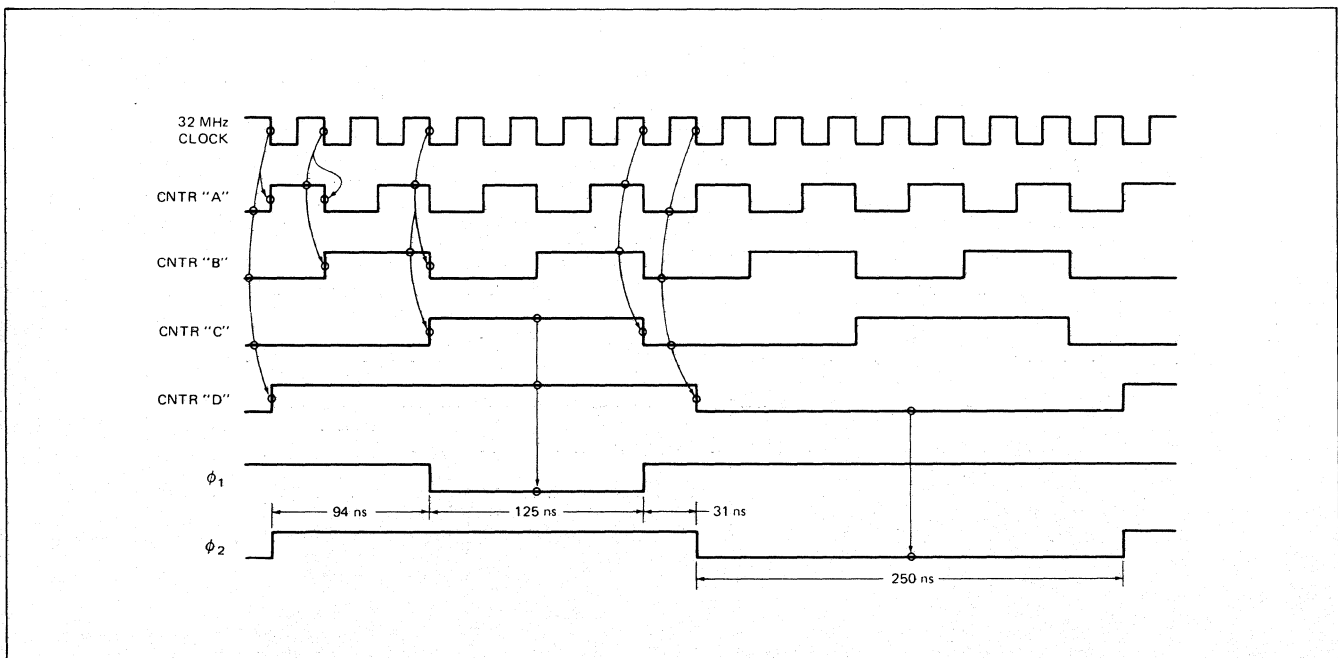 32 MHz
CLOCK
CNTR "A"
CNTR "B"
CNTR "C"
CNTR "D"
ϕ1
94 ns
125 ns
31 ns
ϕ2
250 ns